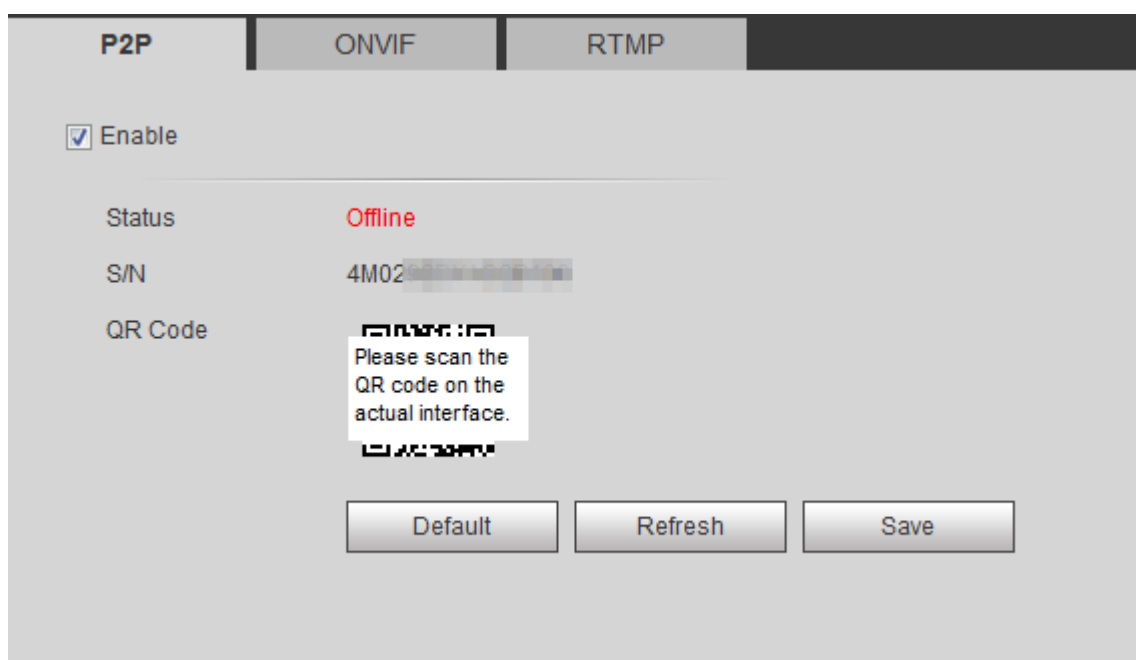 P2P ONVIF RTMP
Enable
Status Offline
S/N 4M02
QR Code
Please scan the
QR code on the
actual interface.
Default Refresh Save